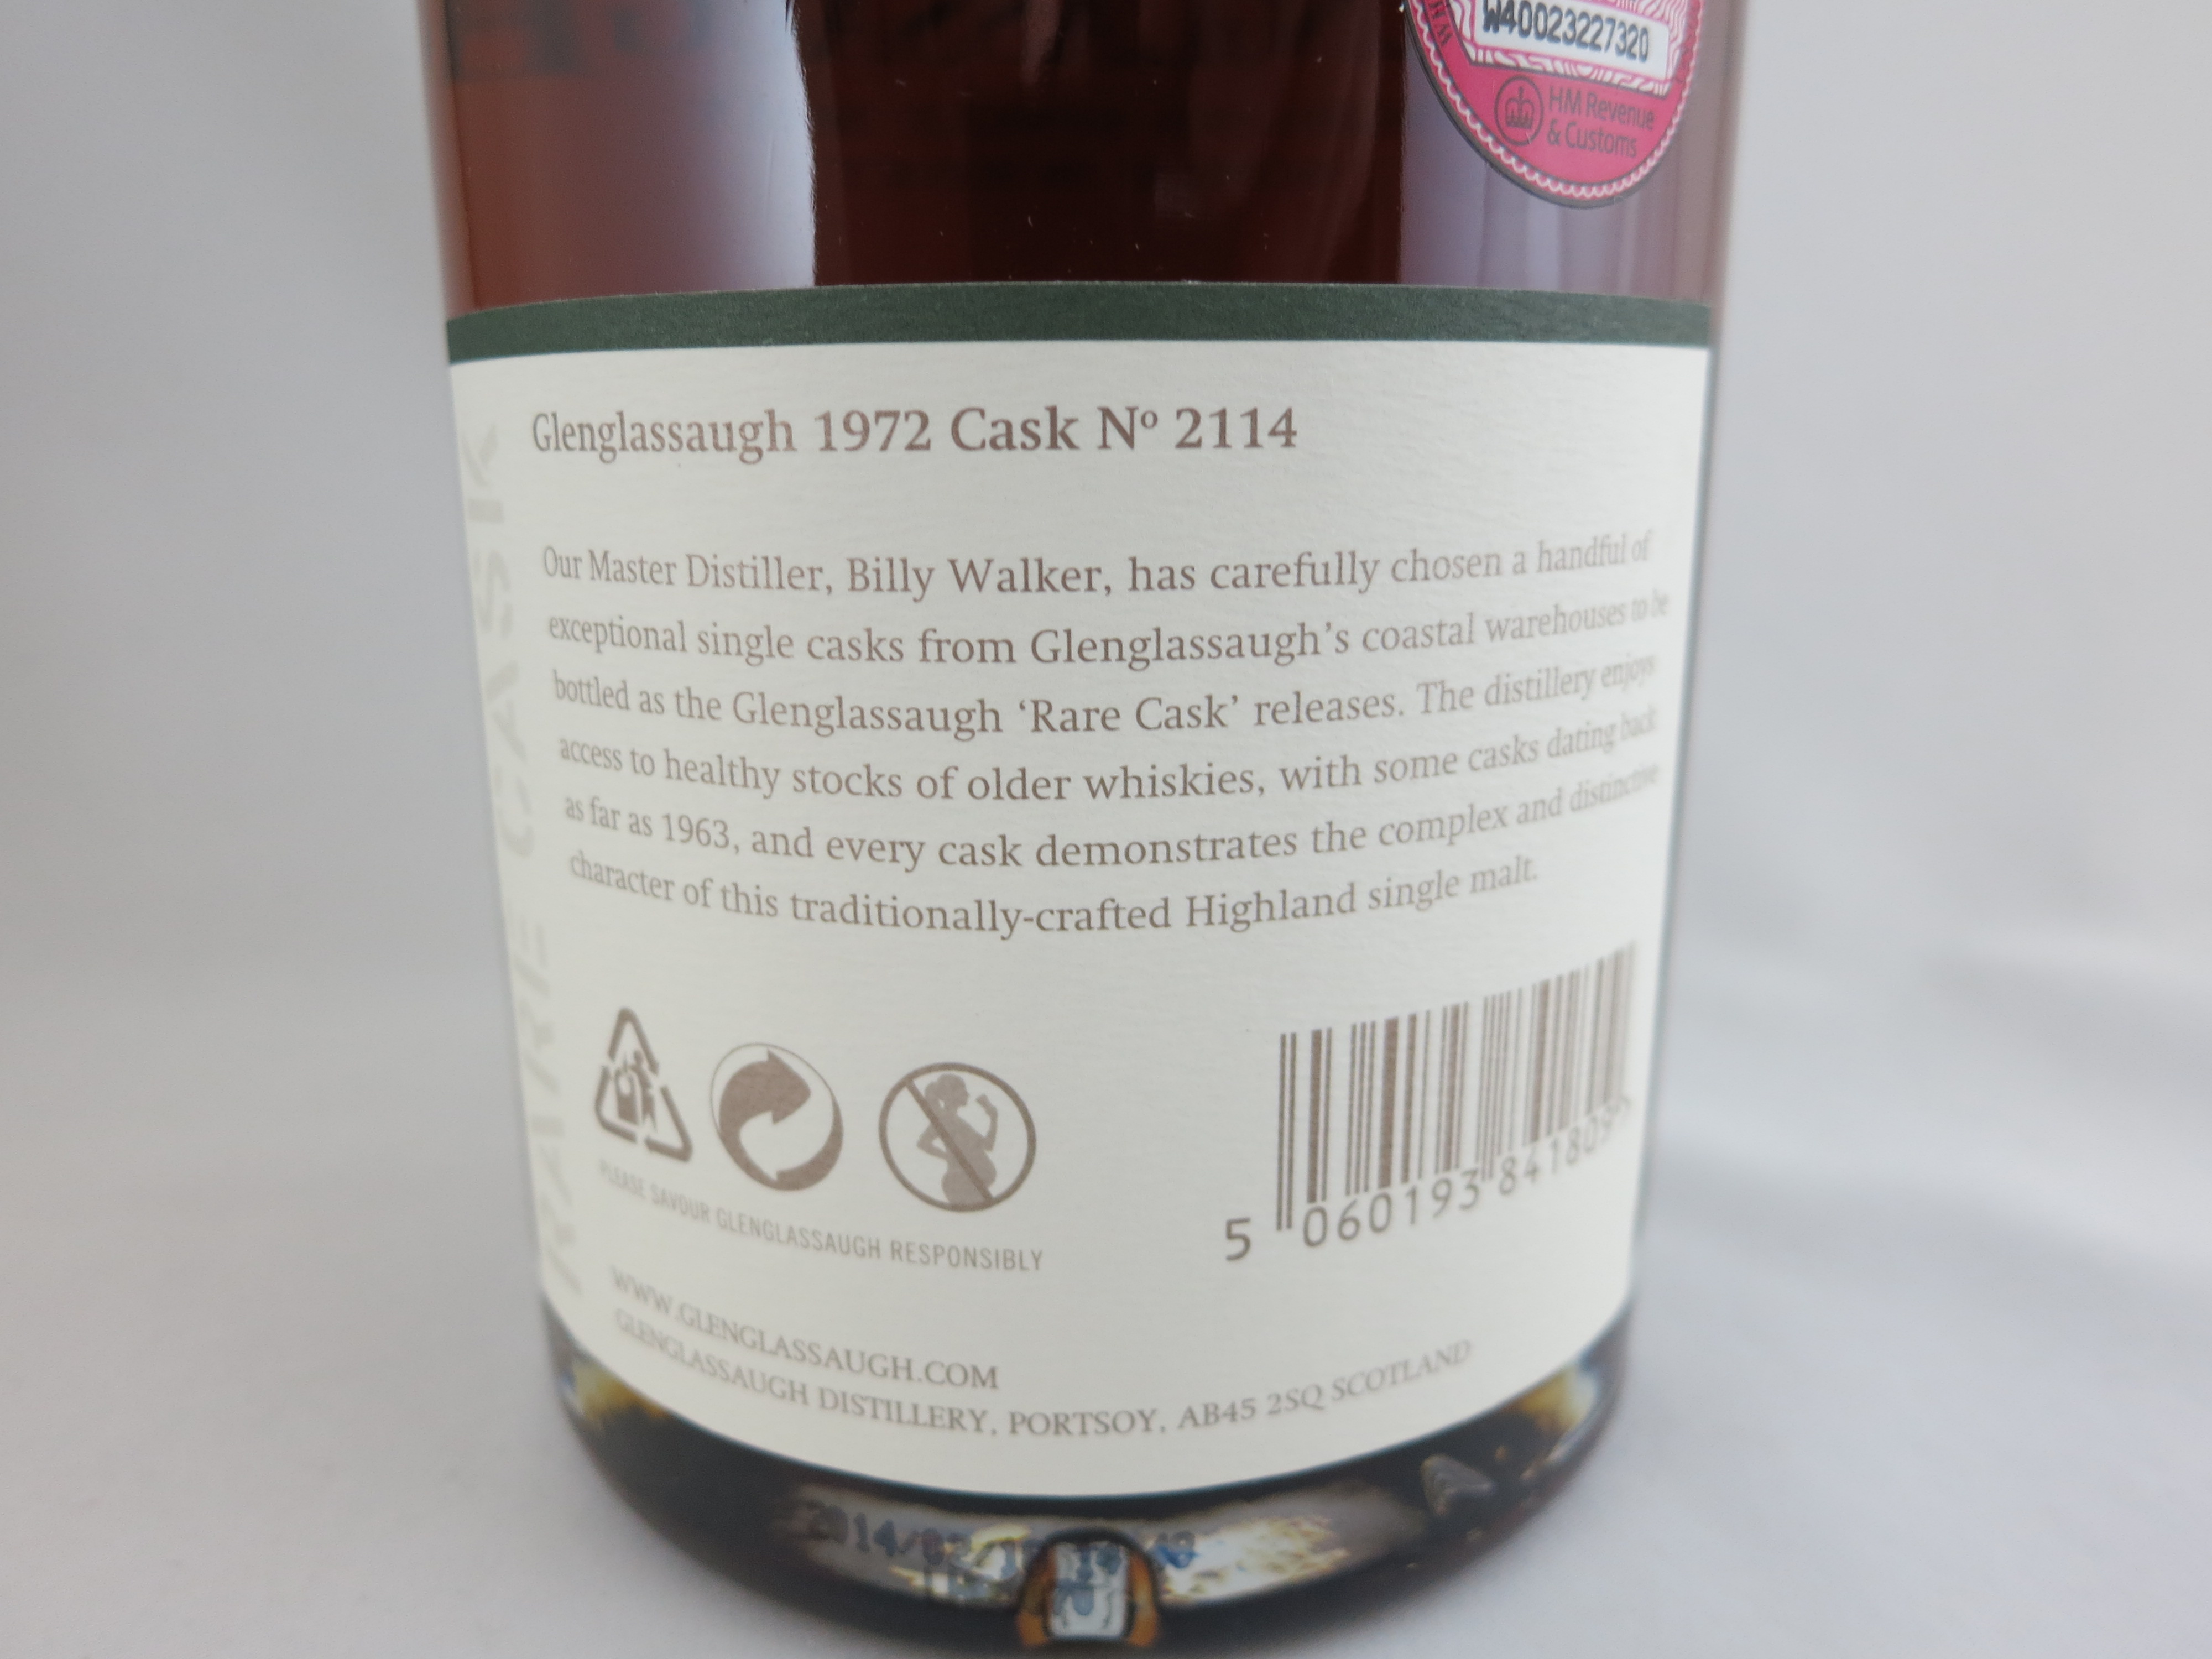 W40023227320
HM Revenue
& Customs
Glenglassaugh 1972 Cask Nº 2114
Our Master Distiller, Billy Walker, has carefully chosen a handful of
exceptional single casks from Glenglassaugh's coastal warehouses to be
bottled as the Glenglassaugh ‘Rare Cask’ releases. The distillery enjoys
access to healthy stocks of older whiskies, with some casks dating back
as far as 1963, and every cask demonstrates the complex and distinctive
character of this traditionally-crafted Highland single malt.
RARE CASK
PLEASE SAVOUR GLENGLASSAUGH RESPONSIBLY
5 060193
WWW.GLENGLASSAUGH.COM
GLENGLASSAUGH DISTILLERY, PORTSOY, AB45 2SQ SCOTLAND